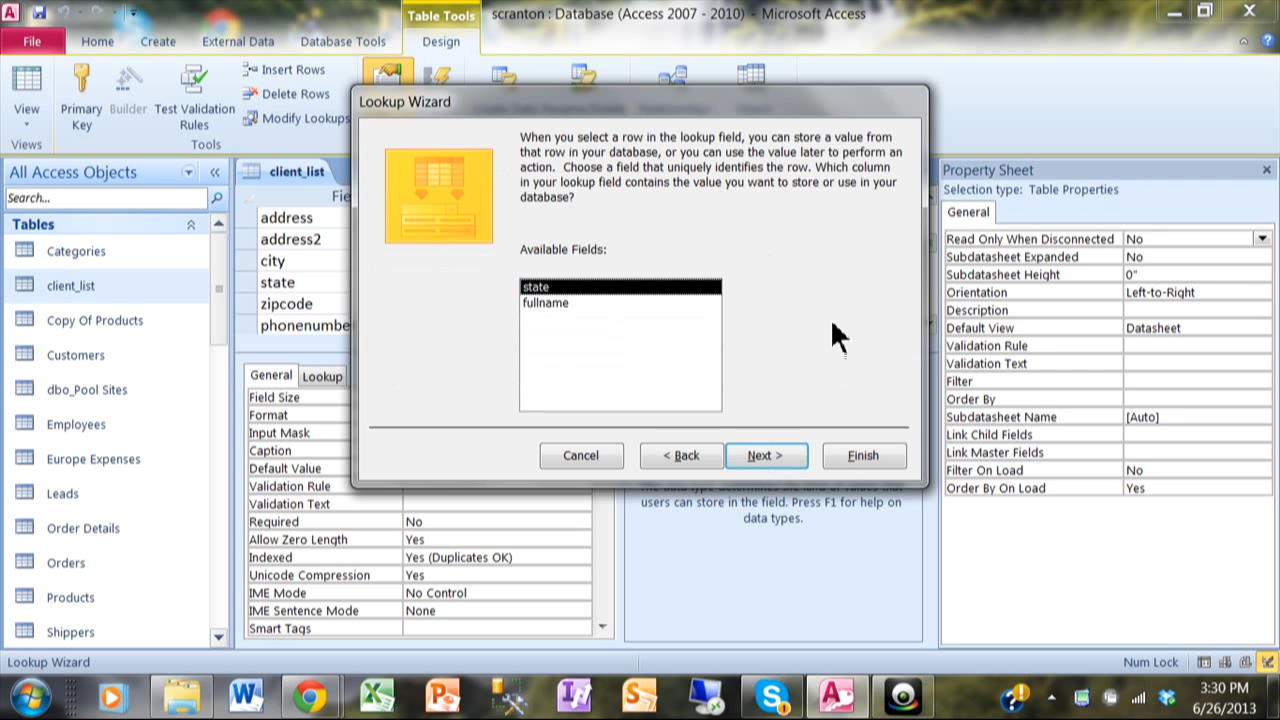 Table Tools
scranton : Database (Access 2007 - 2010) - Microsoft Access
File
Home
Create
External Data
Database Tools
Design
View
Primary Key
Builder
Test Validation Rules
Insert Rows
Delete Rows
Modify Lookups
Views
Tools
All Access Objects
Search...
Tables
Categories
client_list
Copy Of Products
Customers
dbo_Pool Sites
Employees
Europe Expenses
Leads
Order Details
Orders
Products
Shippers
client_list
address
address2
city
state
zipcode
General
Lookup
Field Size
Format
Input Mask
Caption
Default Value
Validation Rule
Validation Text
Required No
Allow Zero Length Yes
Indexed Yes (Duplicates OK)
Unicode Compression Yes
IME Mode No Control
IME Sentence Mode None
Smart Tags
Lookup Wizard
When you select a row in the lookup field, you can store a value from
that row in your database, or you can use the value later to perform an
action. Choose a field that uniquely identifies the row. Which column
in your lookup field contains the value you want to store or use in your
database?
Available Fields:
state
fullname
Cancel
< Back
Next >
Finish
users can store in the field. Press F1 for help on
data types.
Property Sheet
Selection type: Table Properties
General
Read Only When Disconnected No
Subdatasheet Expanded No
Subdatasheet Height 0"
Orientation Left-to-Right
Description
Default View Datasheet
Validation Rule
Validation Text
Filter
Order By
Subdatasheet Name [Auto]
Link Child Fields
Link Master Fields
Filter On Load No
Order By On Load Yes
Lookup Wizard
Num Lock
3:30 PM
6/26/2013